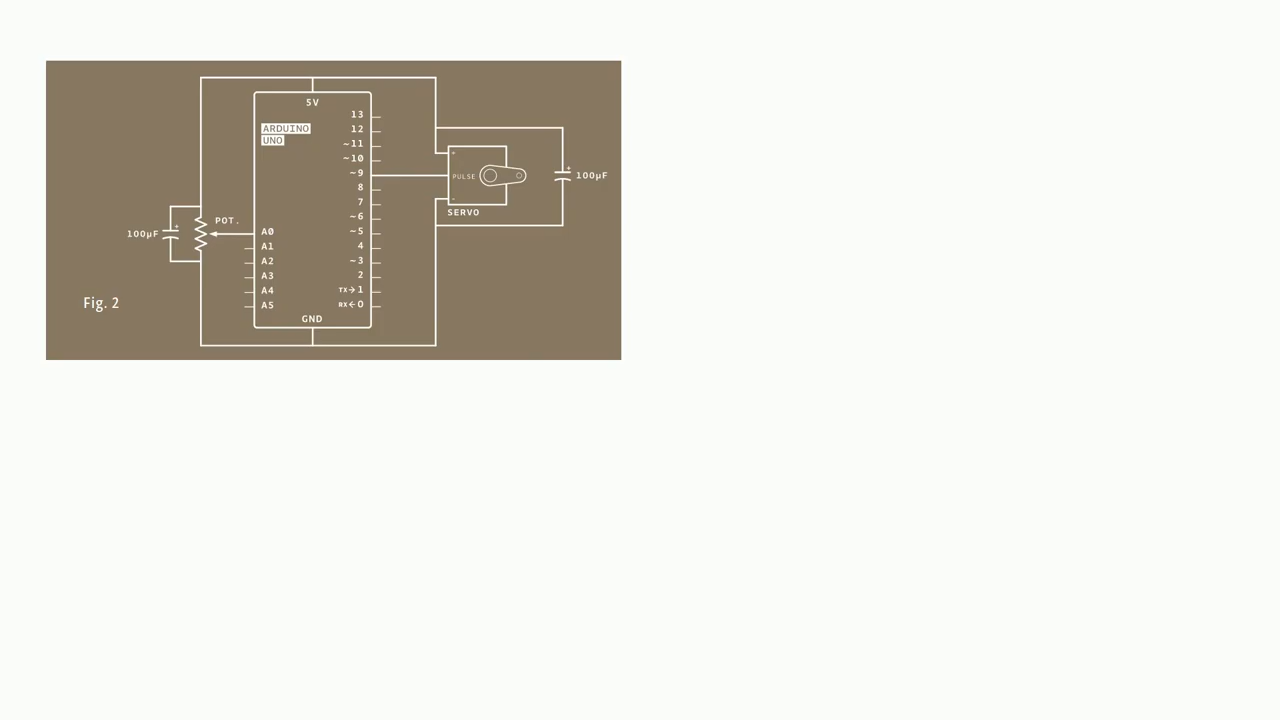 5V
ARDUINO
UNO
13
12
~11
~10
~9
8
7
~6
~5
4
~3
2
TX→1
RX←0
A0
A1
A2
A3
A4
A5
GND
POT.
+
100µF
+
PULSE
-
SERVO
+
100µF
Fig. 2